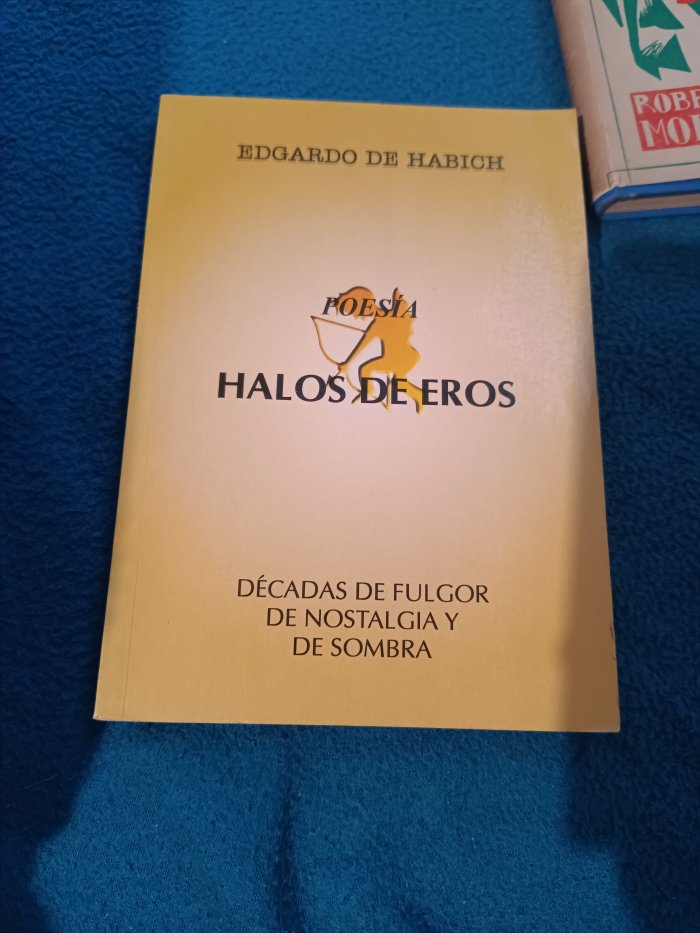 EDGARDO DE HABICH
POESÍA
HALOS DE EROS
DÉCADAS DE FULGOR
DE NOSTALGIA Y
DE SOMBRA